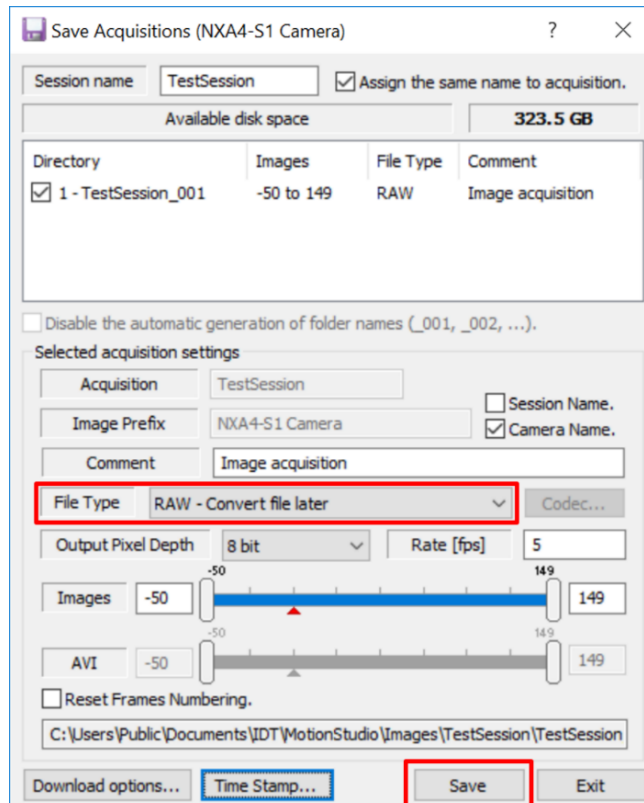 Save Acquisitions (NXA4-S1 Camera) ?
Session name TestSession Assign the same name to acquisition.
Available disk space 323.5 GB
Directory Images File Type Comment
1 - TestSession_001 -50 to 149 RAW Image acquisition
Disable the automatic generation of folder names (_001, _002, ...).
Selected acquisition settings
Acquisition TestSession
Session Name.
Image Prefix NXA4-S1 Camera
Camera Name.
Comment Image acquisition
File Type RAW - Convert file later Codec...
Output Pixel Depth 8 bit Rate [fps] 5
-50 149
Images -50 149
-50 149
AVI -50 149
Reset Frames Numbering.
C:\Users\Public\Documents\IDT\MotionStudio\Images\TestSession\TestSession
Download options... Time Stamp... Save Exit